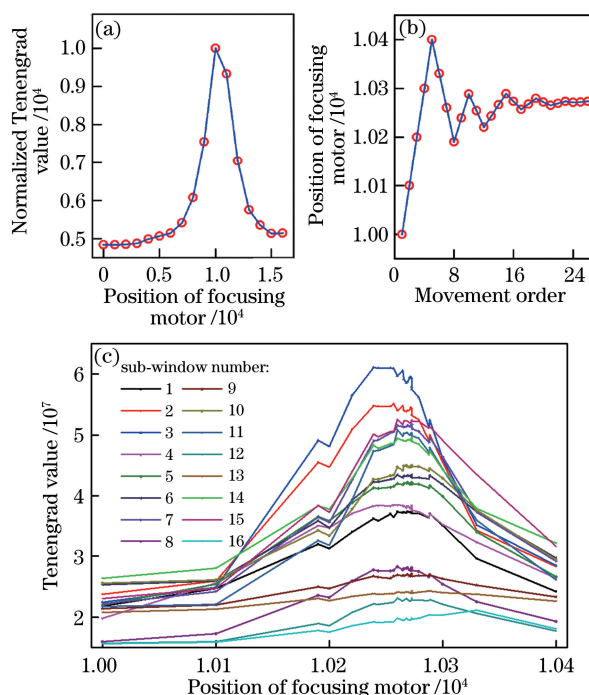 (a)
Normalized Tenengrad
value /10⁴
1.0
0.9
0.8
0.7
0.6
0.5
0 0.5 1.0 1.5
Position of focusing
motor /10⁴
(b)
Position of focusing
motor /10⁴
1.04
1.03
1.02
1.01
1.00
0 8 16 24
Movement order
(c)
sub-window number:
1 9
2 10
3 11
4 12
5 13
6 14
7 15
8 16
Tenengrad value /10⁷
6
5
4
3
2
1.00 1.01 1.02 1.03 1.04
Position of focusing motor /10⁴